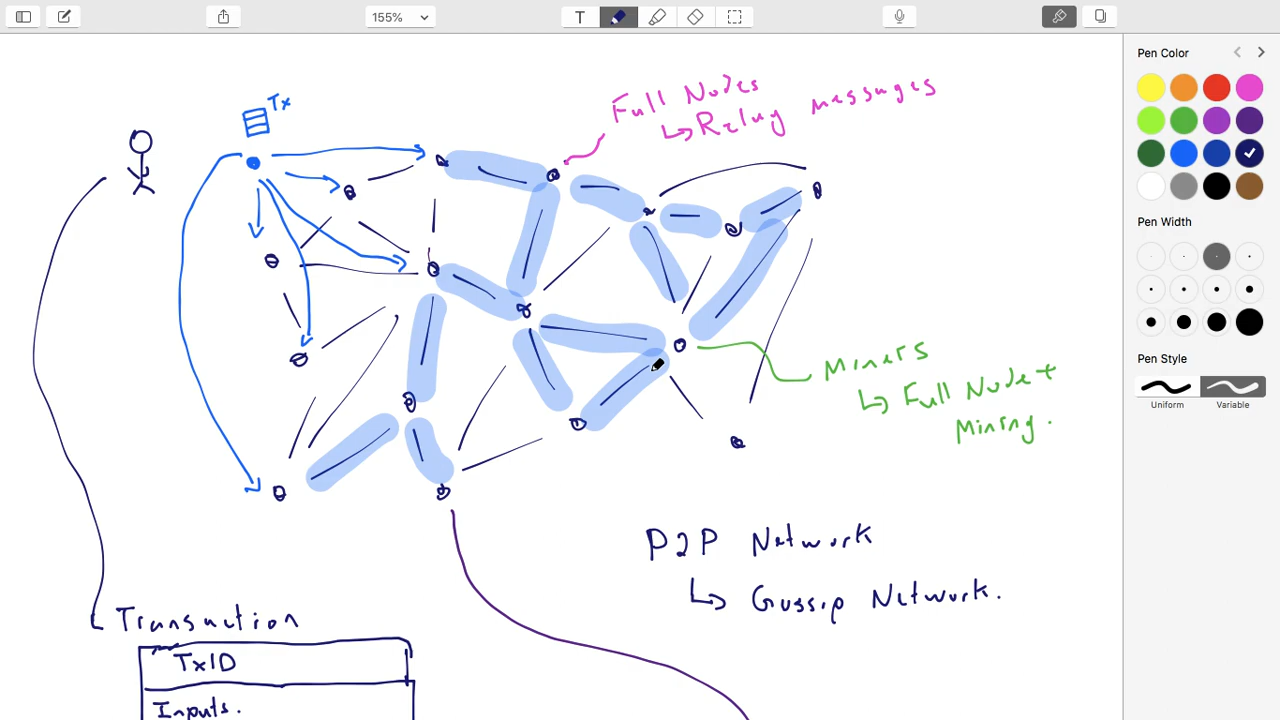 155%
T
Pen Color
Pen Width
Pen Style
Uniform
Variable
Tx
Full Nodes
↳ Relay messages
Miners
↳ Full Node +
Mining.
P2P Network
↳ Gossip Network.
Transaction
TxID
Inputs.